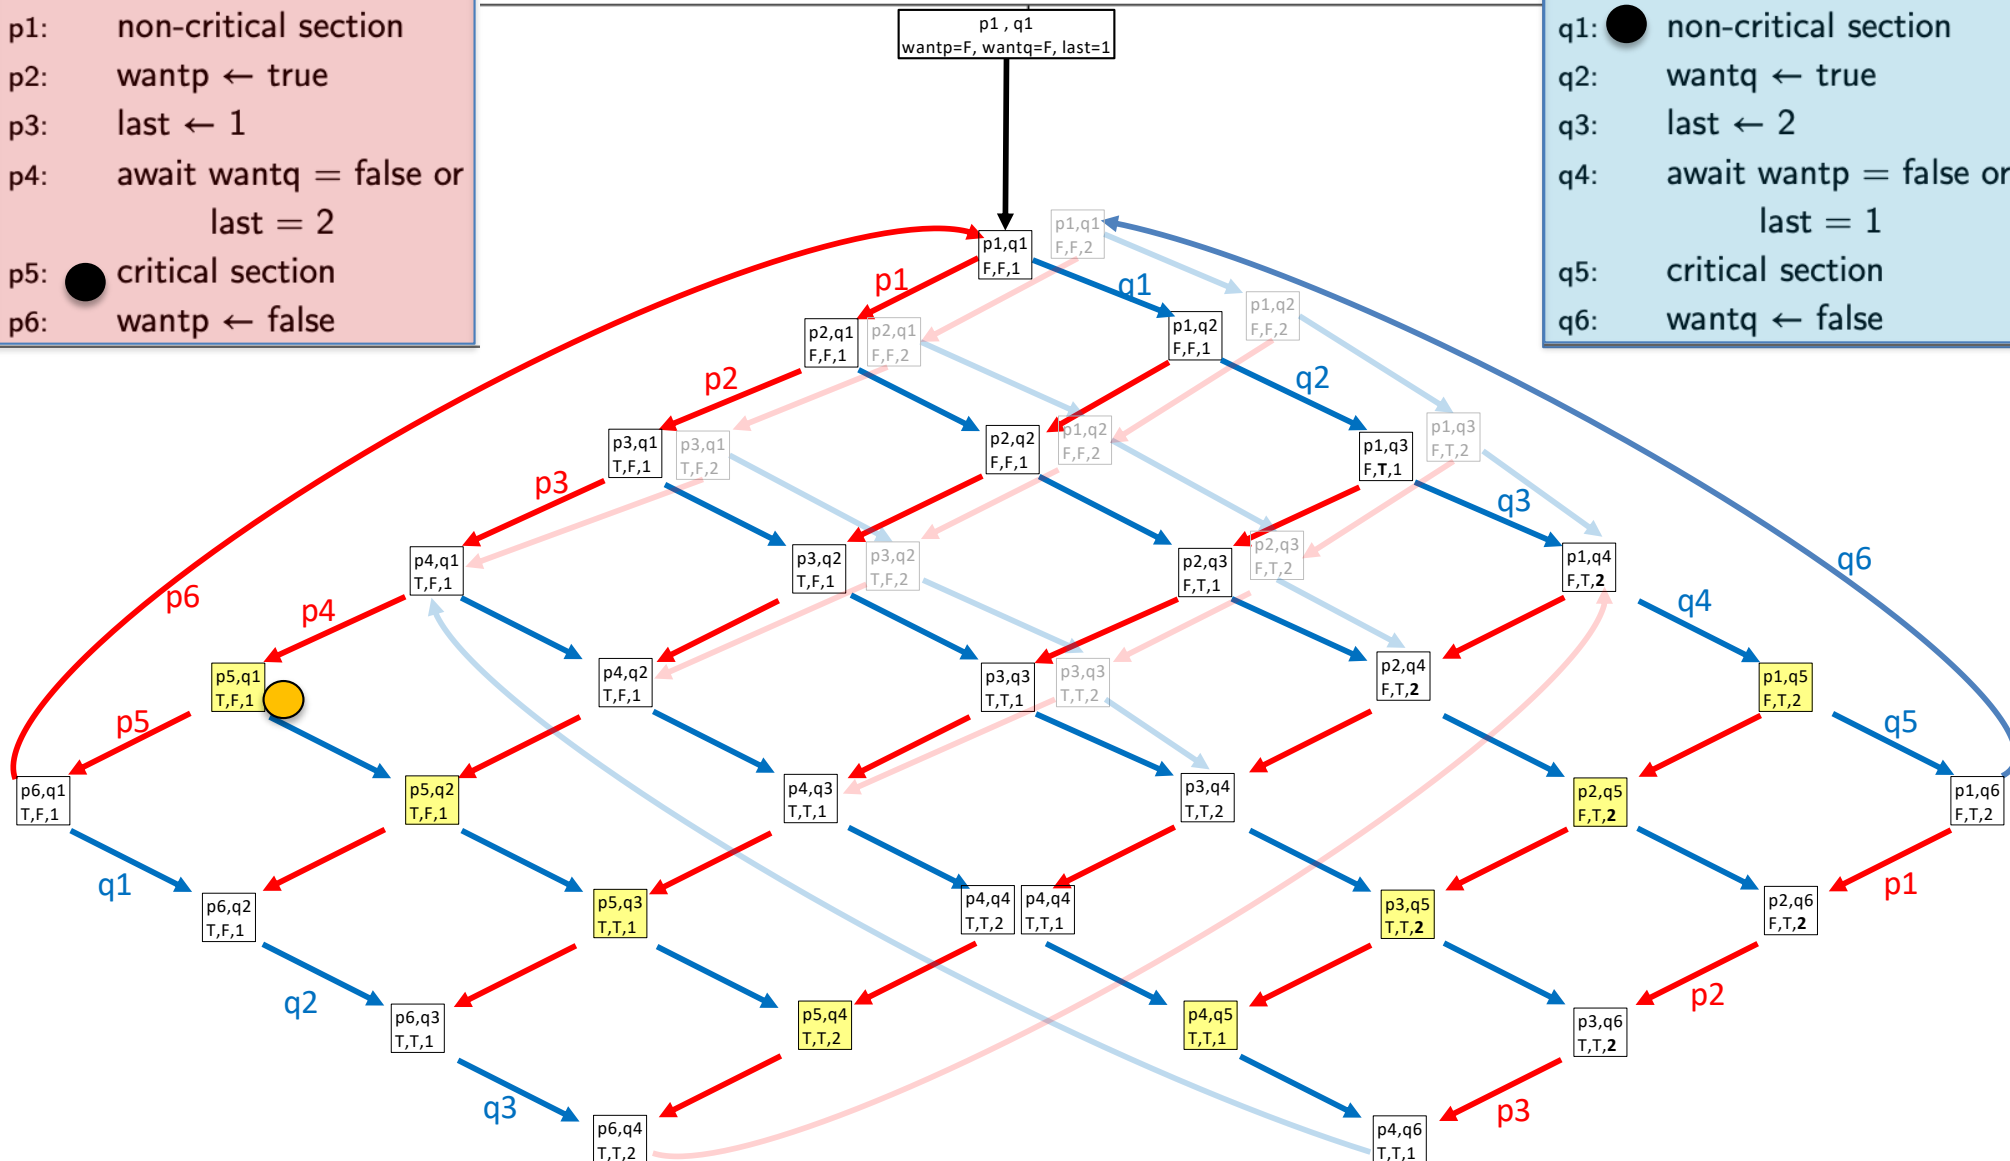 p1: non-critical section
p2: wantp ← true
p3: last ← 1
p4: await wantq = false or
last = 2
p5: critical section
p6: wantp ← false
p1 , q1
wantp=F, wantq=F, last=1
q1: non-critical section
q2: wantq ← true
q3: last ← 2
q4: await wantp = false or
last = 1
q5: critical section
q6: wantq ← false
p1,q1
F,F,1
p1,q1
F,F,2
p1
q1
p2,q1
F,F,1
p2,q1
F,F,2
p1,q2
F,F,1
p1,q2
F,F,2
p2
q2
p3,q1
T,F,1
p3,q1
T,F,2
p2,q2
F,F,1
p1,q2
F,F,2
p1,q3
F,T,1
p1,q3
F,T,2
p3
q3
p4,q1
T,F,1
p3,q2
T,F,1
p3,q2
T,F,2
p2,q3
F,T,1
p2,q3
F,T,2
p1,q4
F,T,2
p6
p4
q4
q6
p5,q1
T,F,1
p4,q2
T,F,1
p3,q3
T,T,1
p3,q3
T,T,2
p2,q4
F,T,2
p1,q5
F,T,2
p5
q5
p6,q1
T,F,1
p5,q2
T,F,1
p4,q3
T,T,1
p3,q4
T,T,2
p2,q5
F,T,2
p1,q6
F,T,2
q1
p1
p6,q2
T,F,1
p5,q3
T,T,1
p4,q4
T,T,2
p4,q4
T,T,1
p3,q5
T,T,2
p2,q6
F,T,2
q2
p2
p6,q3
T,T,1
p5,q4
T,T,2
p4,q5
T,T,1
p3,q6
T,T,2
q3
p3
p6,q4
T,T,2
p4,q6
T,T,1